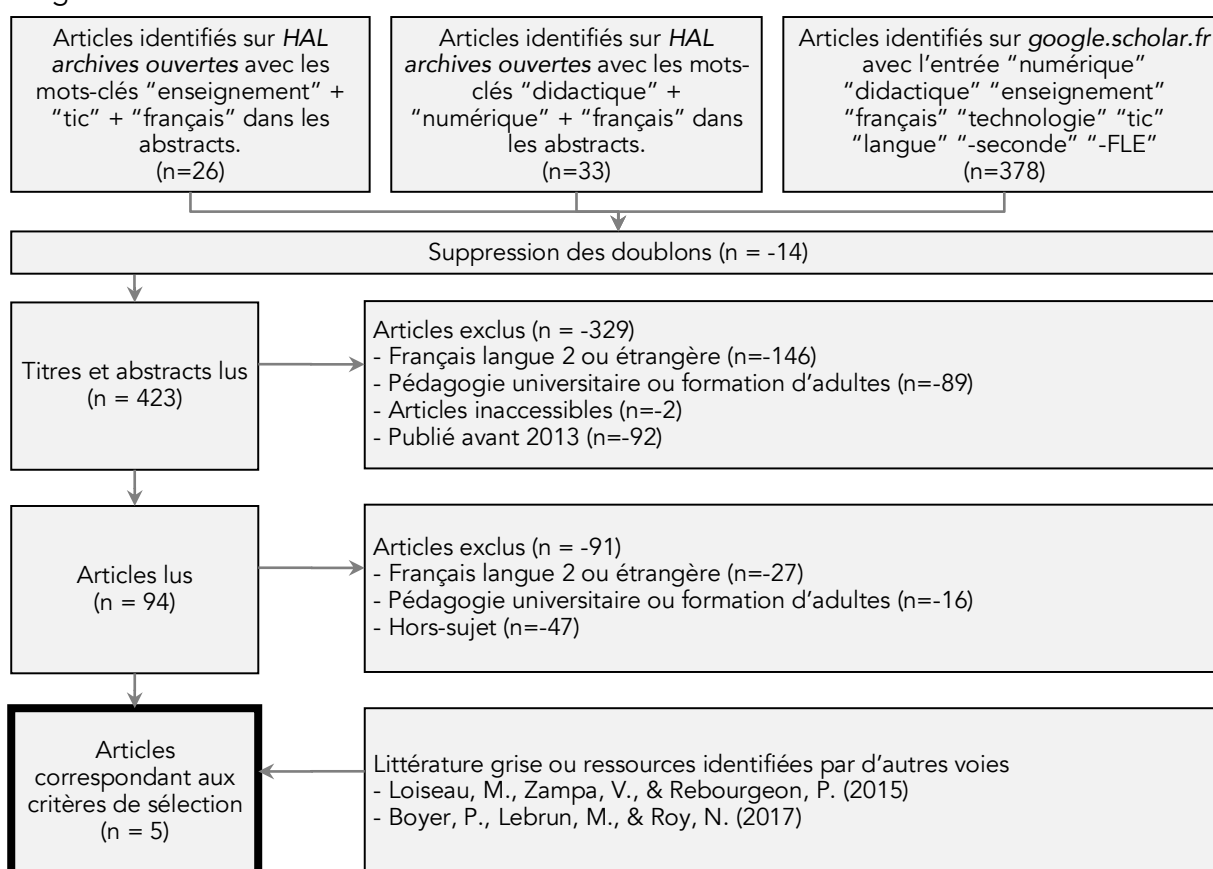 Articles identifiés sur HAL
archives ouvertes avec les
mots-clés “enseignement” +
“tic” + “français” dans les
abstracts.
(n=26)
Articles identifiés sur HAL
archives ouvertes avec les mots-
clés “didactique” +
“numérique” + “français” dans
les abstracts.
(n=33)
Articles identifiés sur google.scholar.fr
avec l’entrée “numérique”
“didactique” “enseignement”
“français” “technologie” “tic”
“langue” “-seconde” “-FLE”
(n=378)
Suppression des doublons (n = -14)
Titres et abstracts lus
(n = 423)
Articles exclus (n = -329)
- Français langue 2 ou étrangère (n=-146)
- Pédagogie universitaire ou formation d’adultes (n=-89)
- Articles inaccessibles (n=-2)
- Publié avant 2013 (n=-92)
Articles lus
(n = 94)
Articles exclus (n = -91)
- Français langue 2 ou étrangère (n=-27)
- Pédagogie universitaire ou formation d’adultes (n=-16)
- Hors-sujet (n=-47)
Articles
correspondant aux
critères de sélection
(n = 5)
Littérature grise ou ressources identifiées par d’autres voies
- Loiseau, M., Zampa, V., & Rebourgeon, P. (2015)
- Boyer, P., Lebrun, M., & Roy, N. (2017)